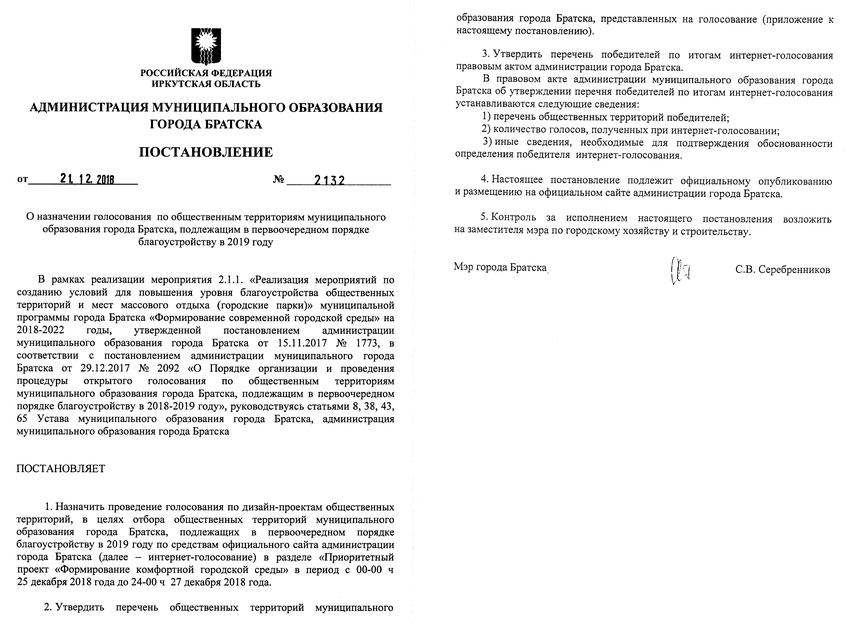 РОССИЙСКАЯ ФЕДЕРАЦИЯ
ИРКУТСКАЯ ОБЛАСТЬ
АДМИНИСТРАЦИЯ МУНИЦИПАЛЬНОГО ОБРАЗОВАНИЯ
ГОРОДА БРАТСКА
ПОСТАНОВЛЕНИЕ
от 21.12.2018 № 2132
О назначении голосования по общественным территориям муниципального
образования города Братска, подлежащим в первоочередном порядке
благоустройству в 2019 году
В рамках реализации мероприятия 2.1.1. «Реализация мероприятий по
созданию условий для повышения уровня благоустройства общественных
территорий и мест массового отдыха (городские парки)» муниципальной
программы города Братска «Формирование современной городской среды» на
2018-2022 годы, утвержденной постановлением администрации
муниципального образования города Братска от 15.11.2017 № 1773, в
соответствии с постановлением администрации муниципального города
Братска от 29.12.2017 № 2092 «О Порядке организации и проведения
процедуры открытого голосования по общественным территориям
муниципального образования города Братска, подлежащим в первоочередном
порядке благоустройству в 2018-2019 году», руководствуясь статьями 8, 38, 43,
65 Устава муниципального образования города Братска, администрация
муниципального образования города Братска
ПОСТАНОВЛЯЕТ
1. Назначить проведение голосования по дизайн-проектам общественных
территорий, в целях отбора общественных территорий муниципального
образования города Братска, подлежащих в первоочередном порядке
благоустройству в 2019 году по средствам официального сайта администрации
города Братска (далее – интернет-голосование) в разделе «Приоритетный
проект «Формирование комфортной городской среды» в период с 00-00 ч
25 декабря 2018 года до 24-00 ч 27 декабря 2018 года.
2. Утвердить перечень общественных территорий муниципального
образования города Братска, представленных на голосование (приложение к
настоящему постановлению).
3. Утвердить перечень победителей по итогам интернет-голосования
правовым актом администрации города Братска.
В правовом акте администрации муниципального образования города
Братска об утверждении перечня победителей по итогам интернет-голосования
устанавливаются следующие сведения:
1) перечень общественных территорий победителей;
2) количество голосов, полученных при интернет-голосовании;
3) иные сведения, необходимые для подтверждения обоснованности
определения победителя интернет-голосования.
4. Настоящее постановление подлежит официальному опубликованию
и размещению на официальном сайте администрации города Братска.
5. Контроль за исполнением настоящего постановления возложить
на заместителя мэра по городскому хозяйству и строительству.
Мэр города Братска С.В. Серебренников